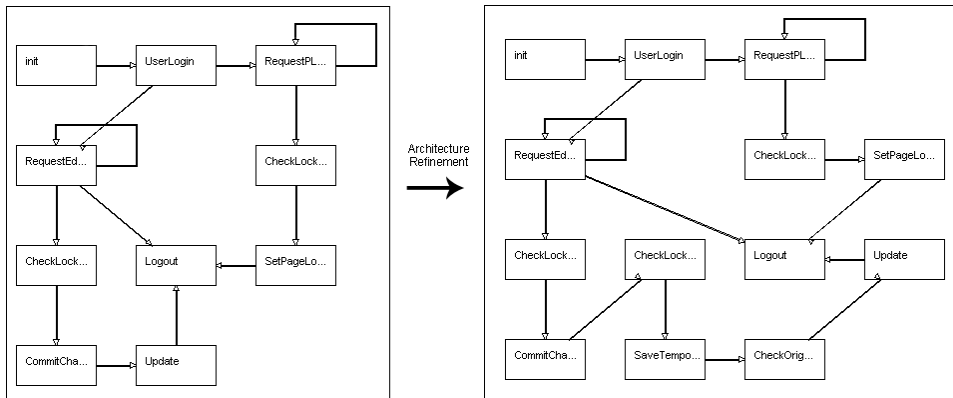 init
UserLogin
RequestPL...
RequestEd...
CheckLock...
CheckLock...
Logout
SetPageLo...
CommitCha...
Update
Architecture
Refinement
init
UserLogin
RequestPL...
RequestEd...
CheckLock...
SetPageLo...
CheckLock...
CheckLock...
Logout
Update
CommitCha...
SaveTempo...
CheckOrig...